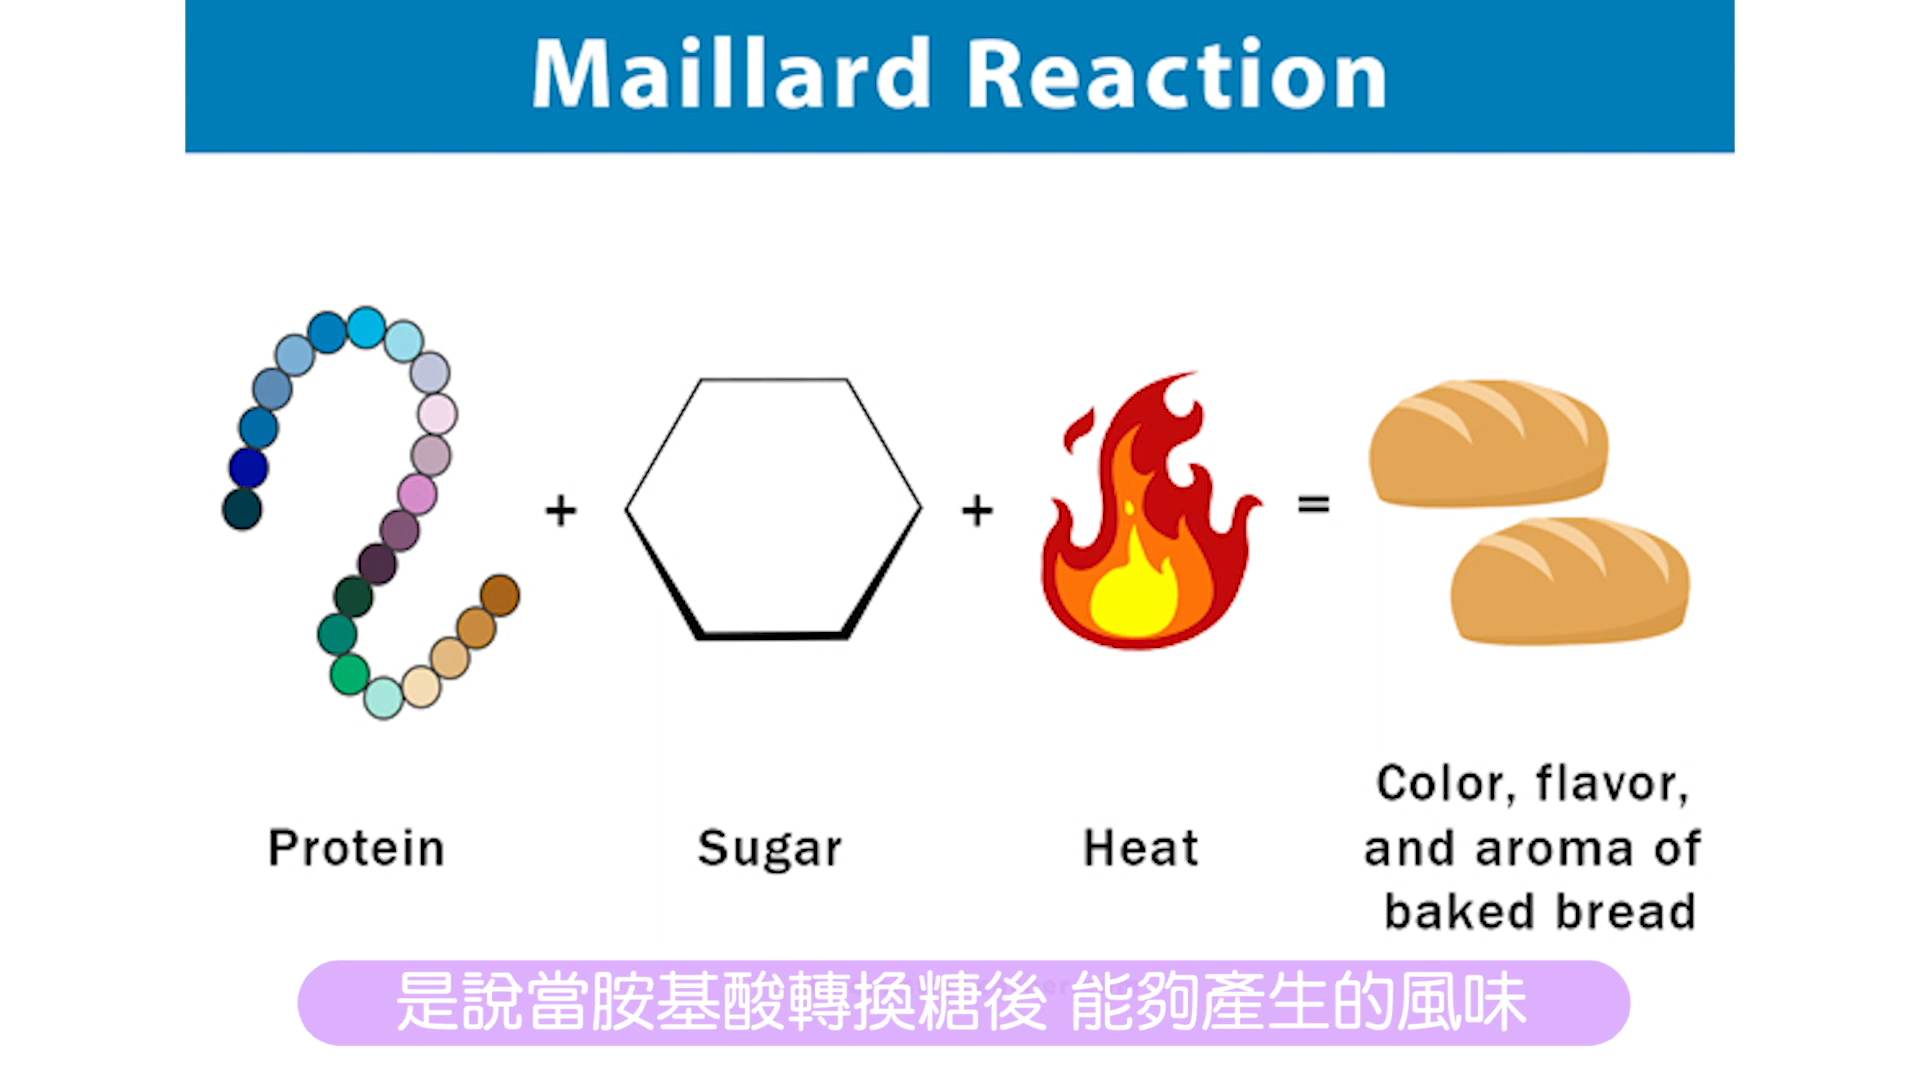 Maillard Reaction
+
+
=
Protein
Sugar
Heat
Color, flavor,
and aroma of
baked bread
是說當胺基酸轉換糖後 能夠產生的風味